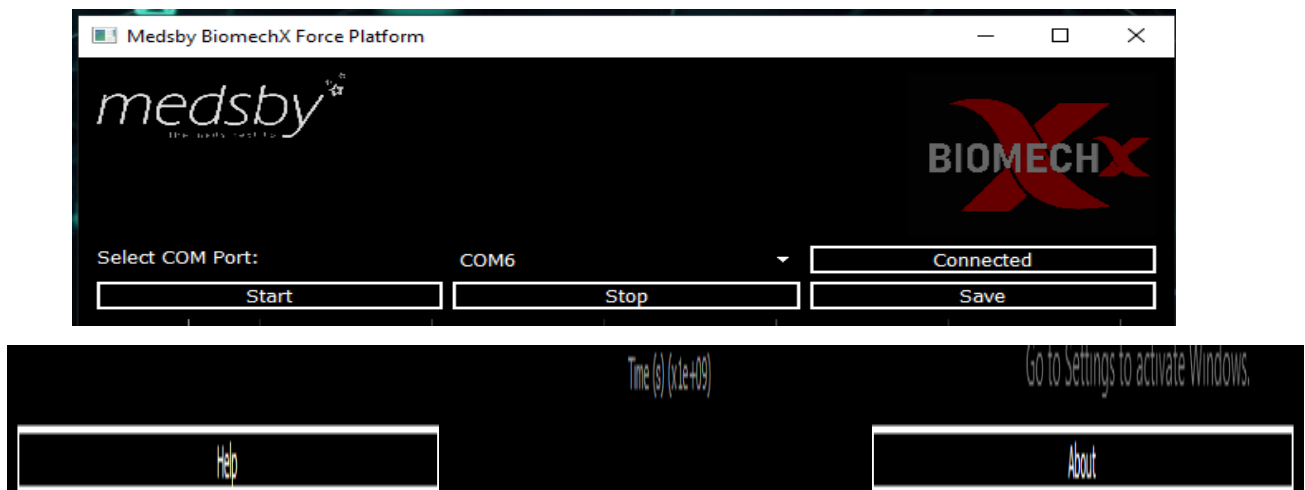 Medsby BiomechX Force Platform
medsby
BIOMECHX
Select COM Port: COM6 Connected
Start Stop Save
Time (s) (x1e+09) Go to Settings to activate Windows.
Help About